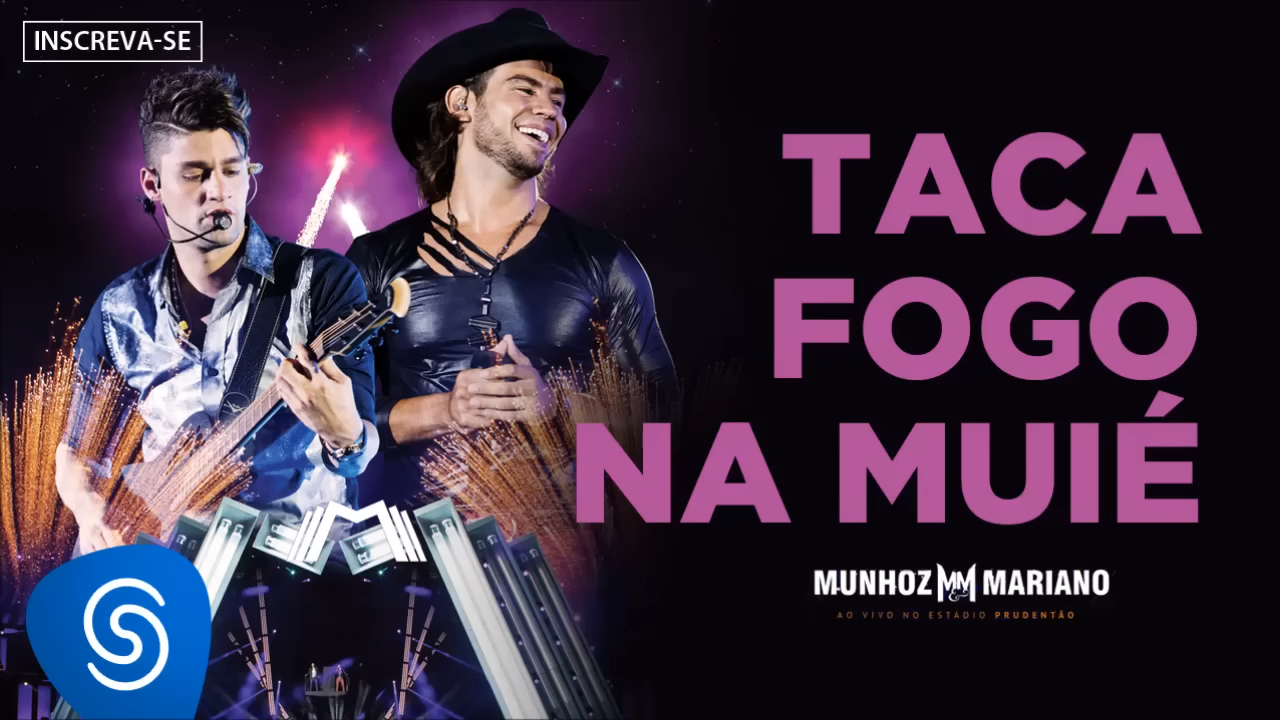 INSCREVA-SE
TACA
FOGO
NA MUIÉ
MUNHOZ M&M MARIANO
AO VIVO NO ESTÁDIO PRUDENTÃO